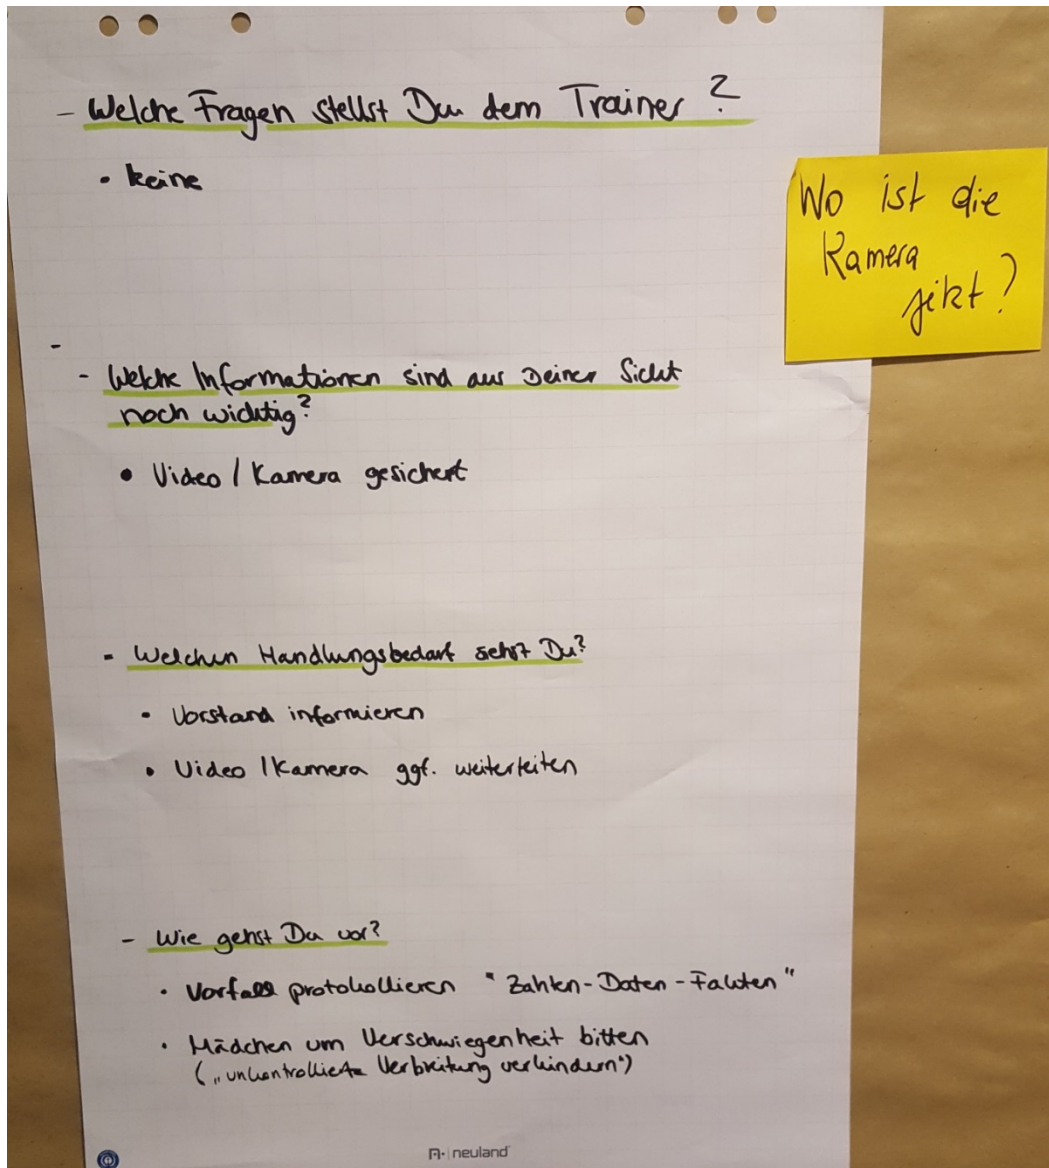 - Welche Fragen stellst Du dem Trainer?
• keine
Wo ist die
Kamera
jetzt?
-
- Welche Informationen sind aus Deiner Sicht
noch wichtig?
• Video / Kamera gesichert
- Welchen Handlungsbedarf siehst Du?
• Vorstand informieren
• Video / Kamera ggf. weiterleiten
- Wie gehst Du vor?
• Vorfall protokollieren "Zahlen-Daten-Fakten"
• Mädchen um Verschwiegenheit bitten
("unkontrollierte Verbreitung verhindern")
neuland